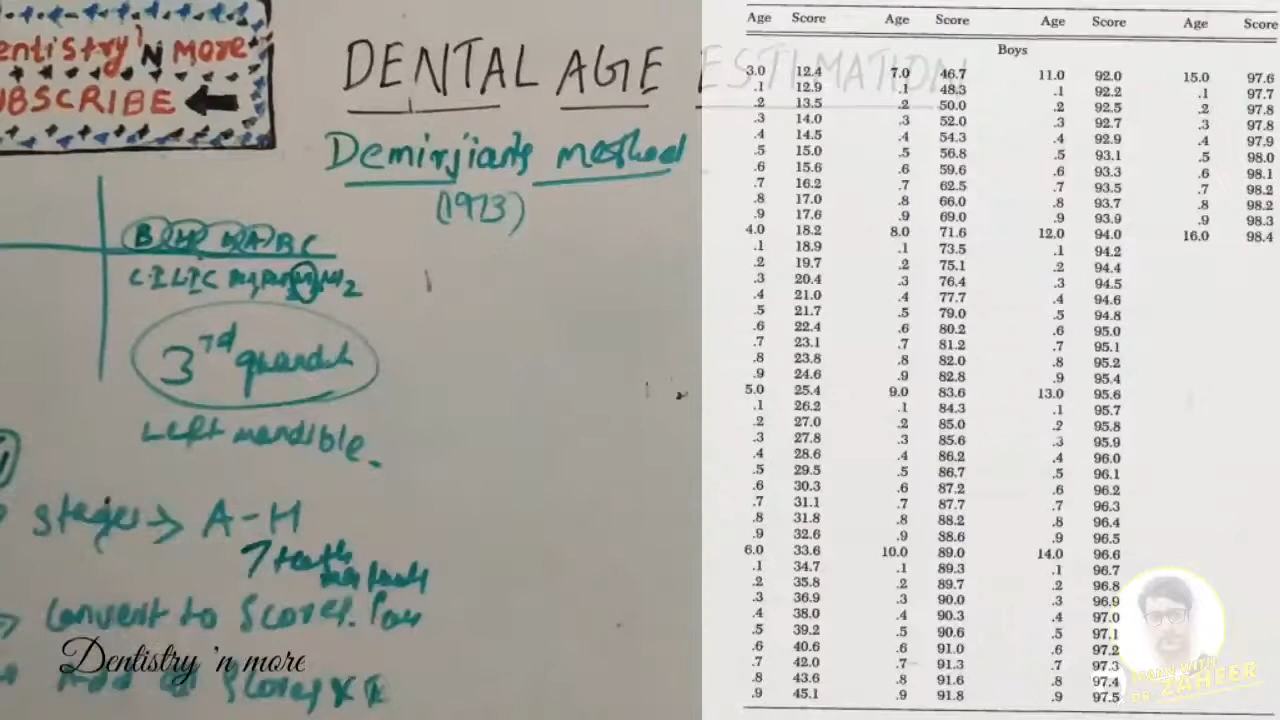 entistry 'N more
UBSCRIBE
DENTAL AGE ESTIMATION
Demirjian's method
(1973)
B A B C
3rd
Left mandible.
stages → A-H
7 teeth
→ Convert to Scores.
Dentistry 'n more
Age Score Age Score Age Score Age Score
Boys
3.0 12.4 7.0 46.7 11.0 92.0 15.0 97.6
.1 12.9 .1 48.3 .1 92.2 .1 97.7
.2 13.5 .2 50.0 .2 92.5 .2 97.8
.3 14.0 .3 52.0 .3 92.7 .3 97.8
.4 14.5 .4 54.3 .4 92.9 .4 97.9
.5 15.0 .5 56.8 .5 93.1 .5 98.0
.6 15.6 .6 59.6 .6 93.3 .6 98.1
.7 16.2 .7 62.5 .7 93.5 .7 98.2
.8 17.0 .8 66.0 .8 93.7 .8 98.2
.9 17.6 .9 69.0 .9 93.9 .9 98.3
4.0 18.2 8.0 71.6 12.0 94.0 16.0 98.4
.1 18.9 .1 73.5 .1 94.2
.2 19.7 .2 75.1 .2 94.4
.3 20.4 .3 76.4 .3 94.5
.4 21.0 .4 77.7 .4 94.6
.5 21.7 .5 79.0 .5 94.8
.6 22.4 .6 80.2 .6 95.0
.7 23.1 .7 81.2 .7 95.1
.8 23.8 .8 82.0 .8 95.2
.9 24.6 .9 82.8 .9 95.4
5.0 25.4 9.0 83.6 13.0 95.6
.1 26.2 .1 84.3 .1 95.7
.2 27.0 .2 85.0 .2 95.8
.3 27.8 .3 85.6 .3 95.9
.4 28.6 .4 86.2 .4 96.0
.5 29.5 .5 86.7 .5 96.1
.6 30.3 .6 87.2 .6 96.2
.7 31.1 .7 87.7 .7 96.3
.8 31.8 .8 88.2 .8 96.4
.9 32.6 .9 88.6 .9 96.5
6.0 33.6 10.0 89.0 14.0 96.6
.1 34.7 .1 89.3 .1 96.7
.2 35.8 .2 89.7 .2 96.8
.3 36.9 .3 90.0 .3 96.9
.4 38.0 .4 90.3 .4 97.0
.5 39.2 .5 90.6 .5 97.1
.6 40.6 .6 91.0 .6 97.2
.7 42.0 .7 91.3 .7 97.3
.8 43.6 .8 91.6 .8 97.4
.9 45.1 .9 91.8 .9 97.5
LEARN WITH
DR. ZAHEER